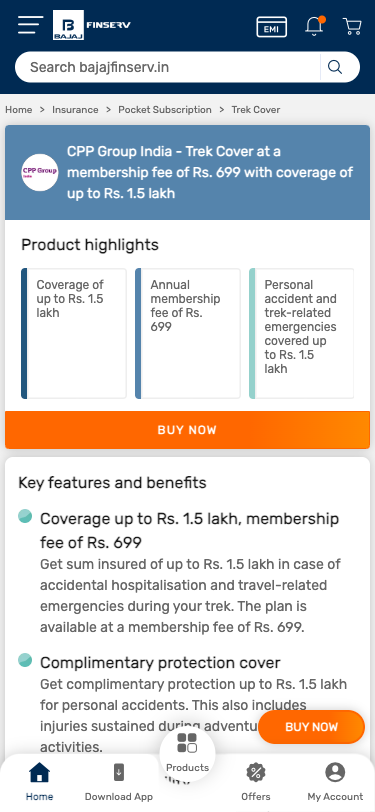 BAJAJ
FINSERV
EMI
Search bajajfinserv.in
Home > Insurance > Pocket Subscription > Trek Cover
CPP Group
India
CPP Group India - Trek Cover at a
membership fee of Rs. 699 with coverage of
up to Rs. 1.5 lakh
Product highlights
Coverage of
up to Rs. 1.5
lakh
Annual
membership
fee of Rs.
699
Personal
accident and
trek-related
emergencies
covered up
to Rs. 1.5
lakh
BUY NOW
Key features and benefits
Coverage up to Rs. 1.5 lakh, membership
fee of Rs. 699
Get sum insured of up to Rs. 1.5 lakh in case of
accidental hospitalisation and travel-related
emergencies during your trek. The plan is
available at a membership fee of Rs. 699.
Complimentary protection cover
Get complimentary protection up to Rs. 1.5 lakh
for personal accidents. This also includes
injuries sustained during
activities.
BUY NOW
Home
Download App
Products
Offers
My Account